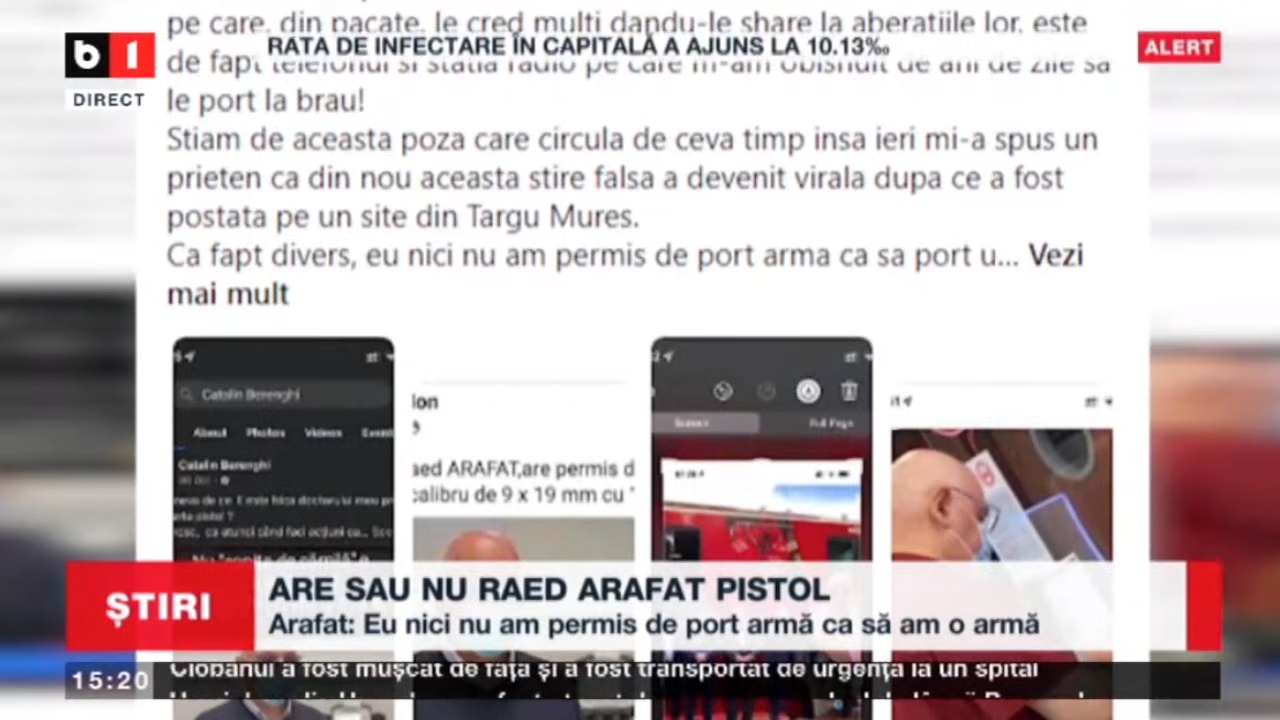 pe care, din pacate, le cred multi dandu-le share la aberatiile lor, este
RATA DE INFECTARE ÎN CAPITALĂ A AJUNS LA 10.13‰
ALERT
b1
DIRECT
de fapt telefonul si statia radio pe care m-am obisnuit de ani de zile sa
le port la brau!
Stiam de aceasta poza care circula de ceva timp insa ieri mi-a spus un
prieten ca din nou aceasta stire falsa a devenit virala dupa ce a fost
postata pe un site din Targu Mures.
Ca fapt divers, eu nici nu am permis de port arma ca sa port u... Vezi
mai mult
Catalin Berenghi
About Photos Videos
Catalin Berenghi
lon
aed ARAFAT,are permis d
calibru de 9 x 19 mm cu "
Full Page
ȘTIRI
ARE SAU NU RAED ARAFAT PISTOL
Arafat: Eu nici nu am permis de port armă ca să am o armă
15:20
Ciobanul a fost mușcat de față și a fost transportat de urgență la un spital